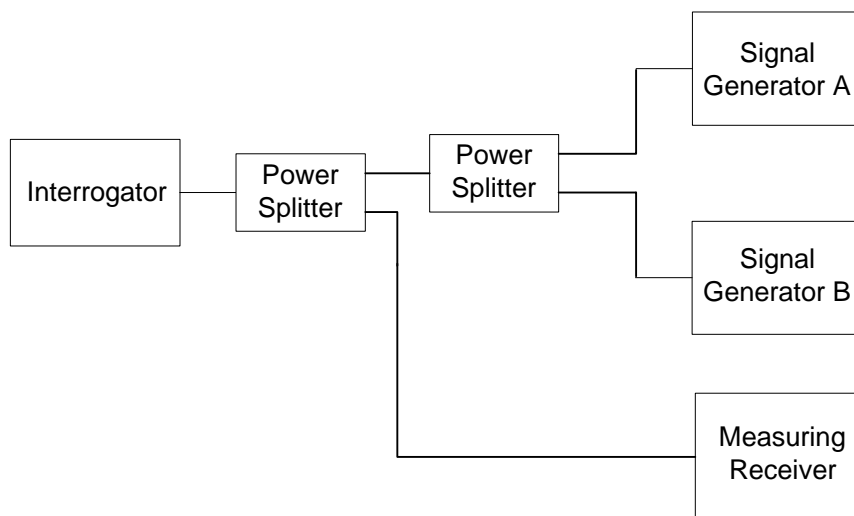 Signal
Generator A
Interrogator
Power
Splitter
Power
Splitter
Signal
Generator B
Measuring
Receiver